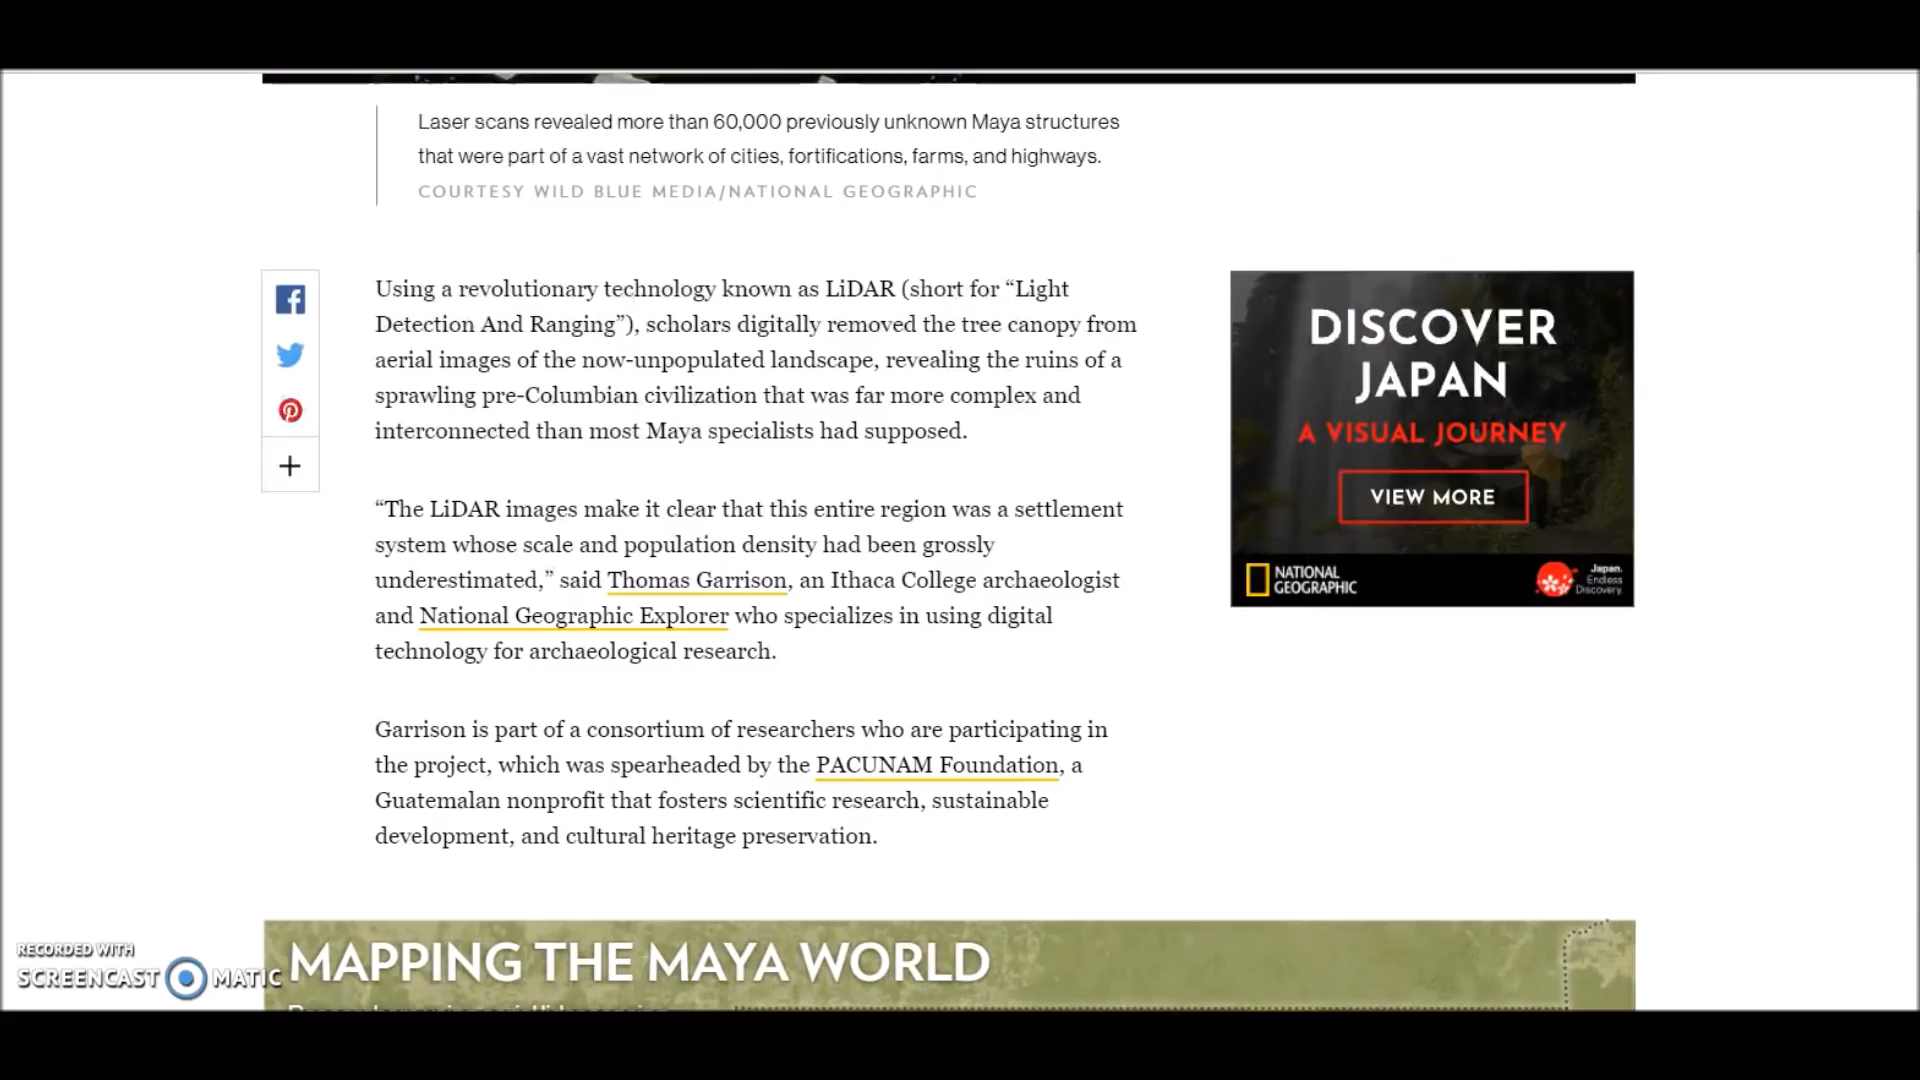 Laser scans revealed more than 60,000 previously unknown Maya structures
that were part of a vast network of cities, fortifications, farms, and highways.
COURTESY WILD BLUE MEDIA/NATIONAL GEOGRAPHIC
Using a revolutionary technology known as LiDAR (short for “Light
Detection And Ranging”), scholars digitally removed the tree canopy from
aerial images of the now-unpopulated landscape, revealing the ruins of a
sprawling pre-Columbian civilization that was far more complex and
interconnected than most Maya specialists had supposed.
“The LiDAR images make it clear that this entire region was a settlement
system whose scale and population density had been grossly
underestimated,” said Thomas Garrison, an Ithaca College archaeologist
and National Geographic Explorer who specializes in using digital
technology for archaeological research.
Garrison is part of a consortium of researchers who are participating in
the project, which was spearheaded by the PACUNAM Foundation, a
Guatemalan nonprofit that fosters scientific research, sustainable
development, and cultural heritage preservation.
DISCOVER
JAPAN
A VISUAL JOURNEY
VIEW MORE
NATIONAL
GEOGRAPHIC
Japan.
Endless
Discovery.
MAPPING THE MAYA WORLD
RECORDED WITH
SCREENCAST MATIC